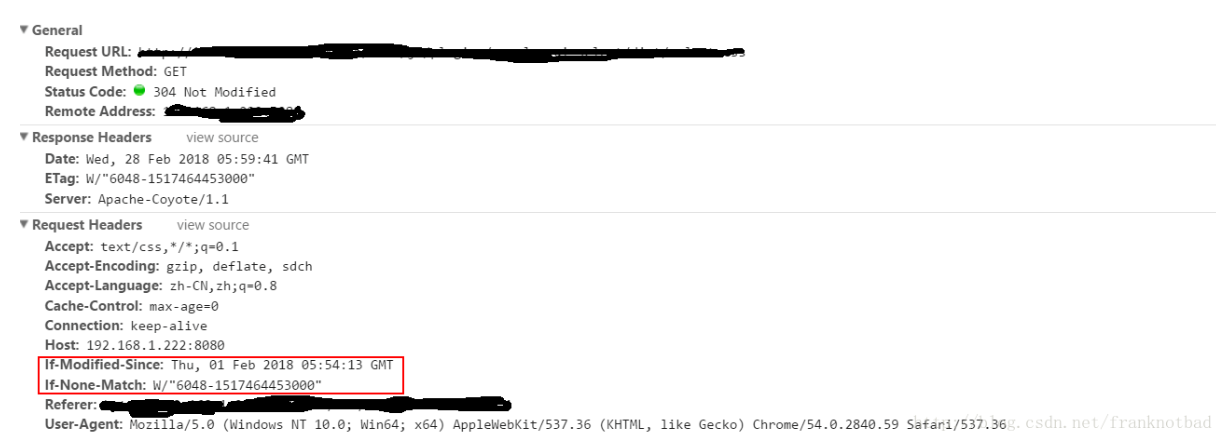 General
Request URL:
Request Method: GET
Status Code: 304 Not Modified
Remote Address:
Response Headers view source
Date: Wed, 28 Feb 2018 05:59:41 GMT
ETag: W/"6048-1517464453000"
Server: Apache-Coyote/1.1
Request Headers view source
Accept: text/css,*/*;q=0.1
Accept-Encoding: gzip, deflate, sdch
Accept-Language: zh-CN,zh;q=0.8
Cache-Control: max-age=0
Connection: keep-alive
Host: 192.168.1.222:8080
If-Modified-Since: Thu, 01 Feb 2018 05:54:13 GMT
If-None-Match: W/"6048-1517464453000"
Referer:
User-Agent: Mozilla/5.0 (Windows NT 10.0; Win64; x64) AppleWebKit/537.36 (KHTML, like Gecko) Chrome/54.0.2840.59 Safari/537.36
http://blog.csdn.net/franknotbad